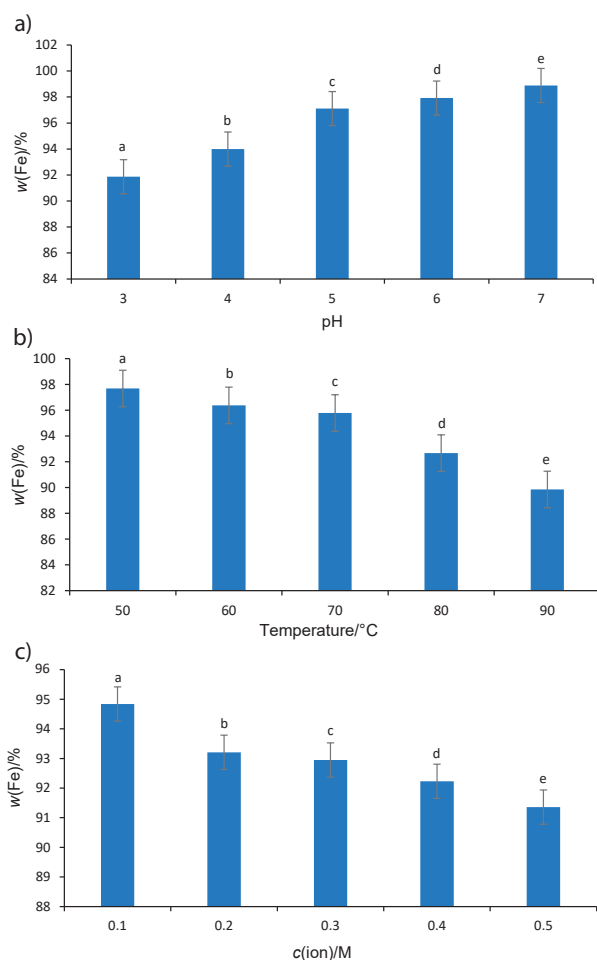 a)
w(Fe)/%
102
100
98
96
94
92
90
88
86
84
a
b
c
d
e
3 4 5 6 7
pH
b)
w(Fe)/%
100
98
96
94
92
90
88
86
84
82
a
b
c
d
e
50 60 70 80 90
Temperature/°C
c)
w(Fe)/%
96
95
94
93
92
91
90
89
88
a
b
c
d
e
0.1 0.2 0.3 0.4 0.5
c(ion)/M